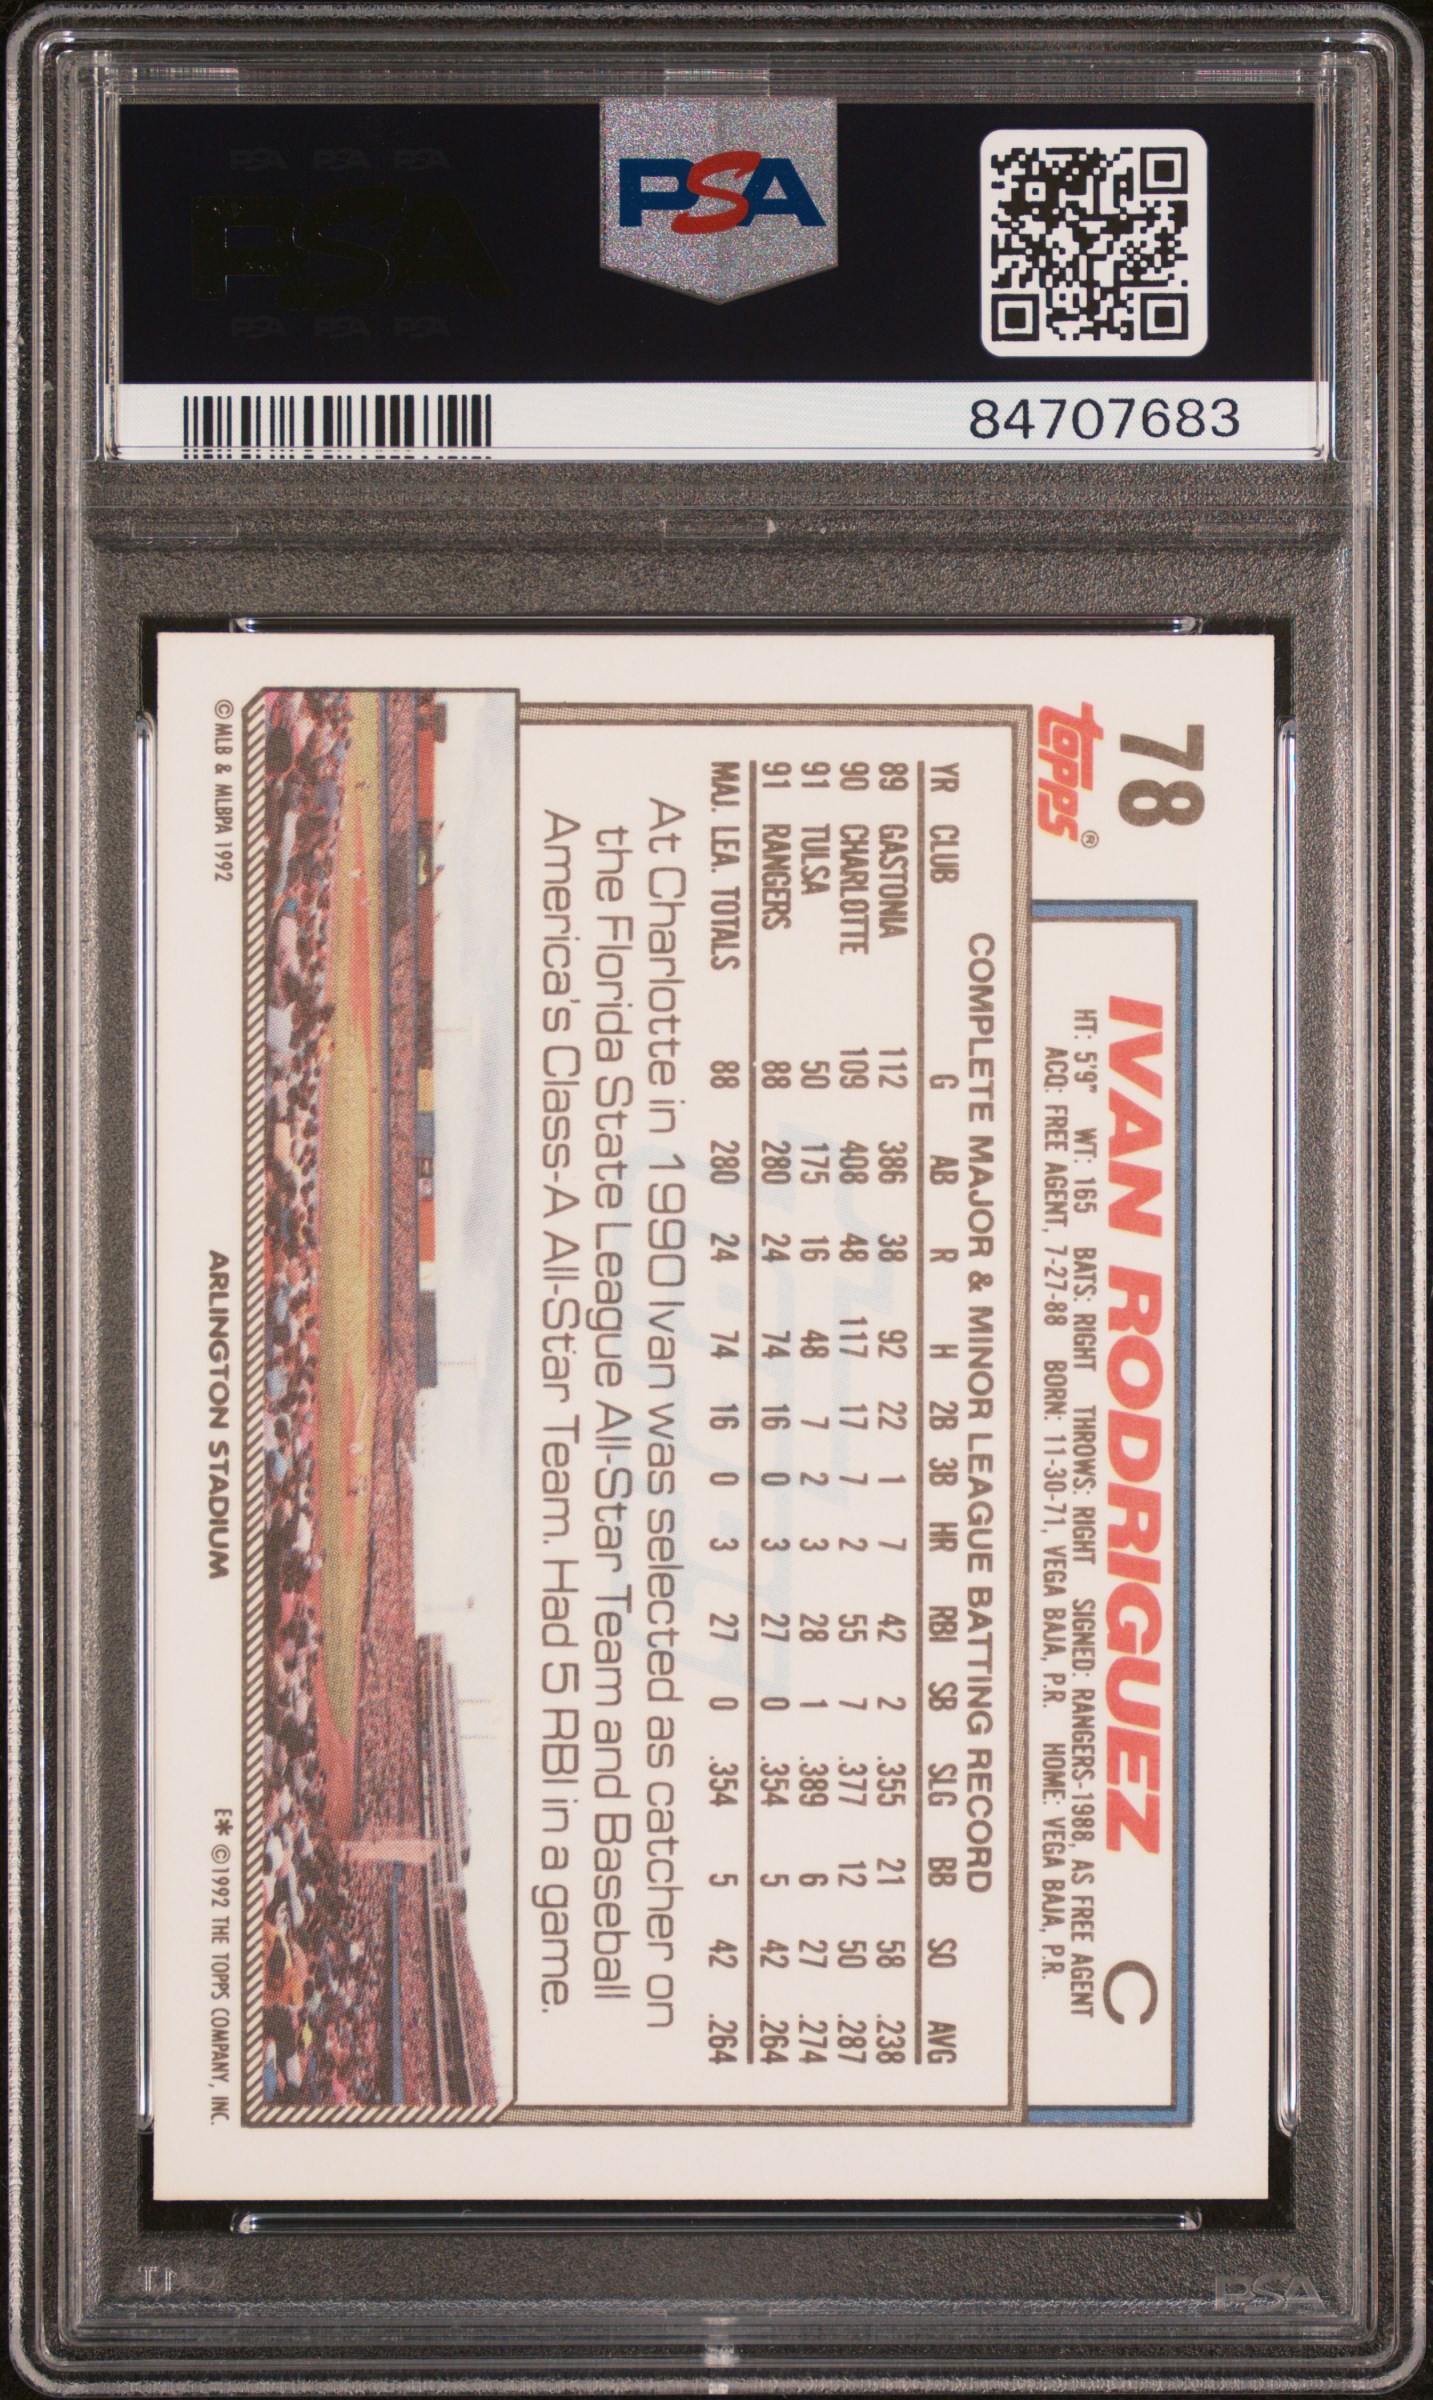 PSA PSA PSA
PSA
PSA PSA PSA
PSA
84707683
78
topps®
IVAN RODRIGUEZ C
HT: 5'9" WT: 165 BATS: RIGHT THROWS: RIGHT SIGNED: RANGERS-1988, AS FREE AGENT
ACQ: FREE AGENT, 7-27-88 BORN: 11-30-71, VEGA BAJA, P.R. HOME: VEGA BAJA, P.R.
COMPLETE MAJOR & MINOR LEAGUE BATTING RECORD
YR CLUB G AB R H 2B 3B HR RBI SB SLG BB SO AVG
89 GASTONIA 112 386 38 92 22 1 7 42 2 .355 21 58 .238
90 CHARLOTTE 109 408 48 117 17 7 2 55 7 .377 12 50 .287
91 TULSA 50 175 16 48 7 2 3 28 1 .389 6 27 .274
91 RANGERS 88 280 24 74 16 0 3 27 0 .354 5 42 .264
MAJ. LEA. TOTALS 88 280 24 74 16 0 3 27 0 .354 5 42 .264
At Charlotte in 1990 Ivan was selected as catcher on
the Florida State League All-Star Team and Baseball
America's Class-A All-Star Team. Had 5 RBI in a game.
© MLB & MLBPA 1992
ARLINGTON STADIUM
E* © 1992 THE TOPPS COMPANY, INC.
PSA